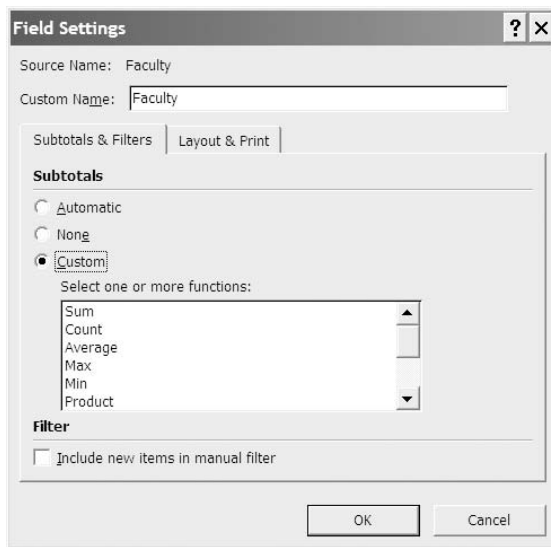 Field Settings ? X
Source Name: Faculty
Custom Name: Faculty
Subtotals & Filters Layout & Print
Subtotals
Automatic
None
Custom
Select one or more functions:
Sum
Count
Average
Max
Min
Product
Filter
Include new items in manual filter
OK Cancel